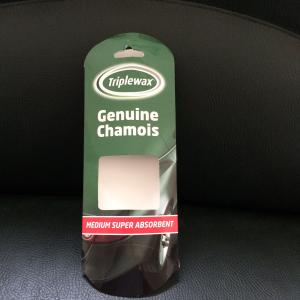 Triplewax
Genuine
Chamois
MEDIUM SUPER ABSORBENT